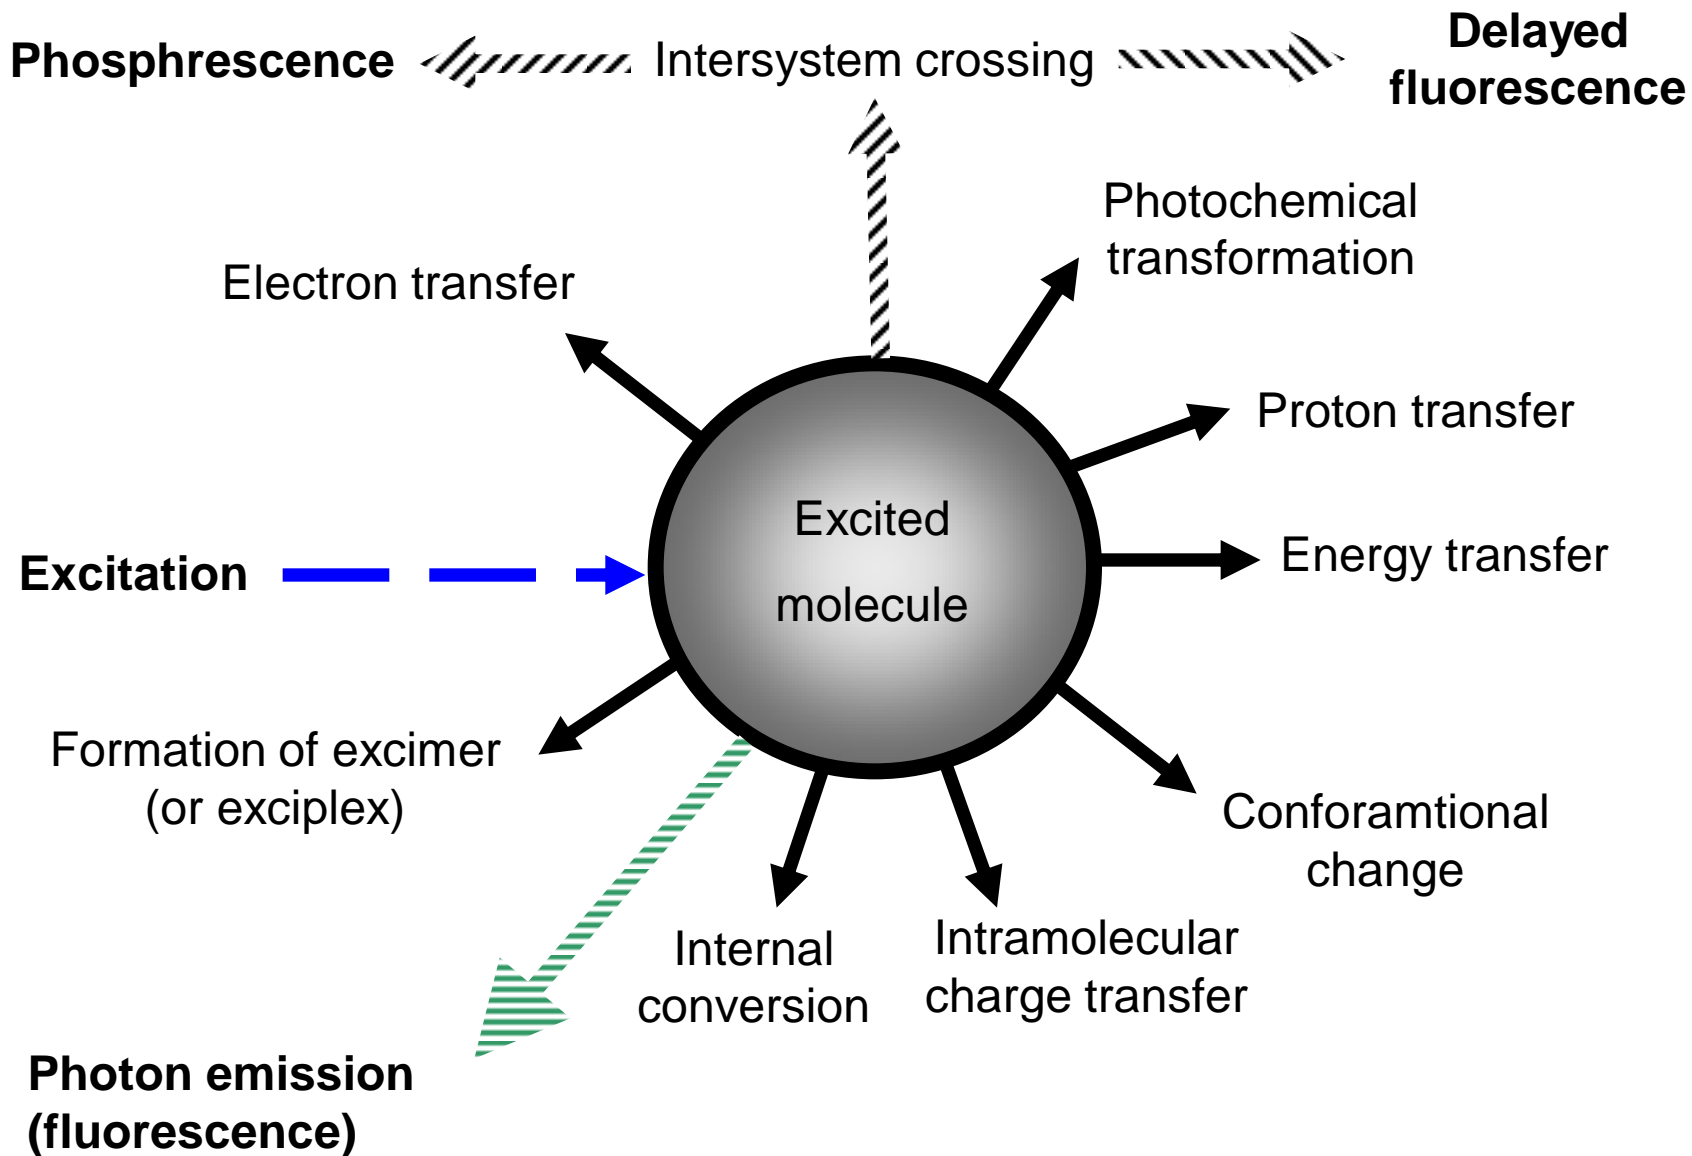 Phosphrescence
Intersystem crossing
Delayed
fluorescence
Photochemical
transformation
Electron transfer
Proton transfer
Excited
molecule
Energy transfer
Excitation
Formation of excimer
(or exciplex)
Conforamtional
change
Internal
conversion
Intramolecular
charge transfer
Photon emission
(fluorescence)